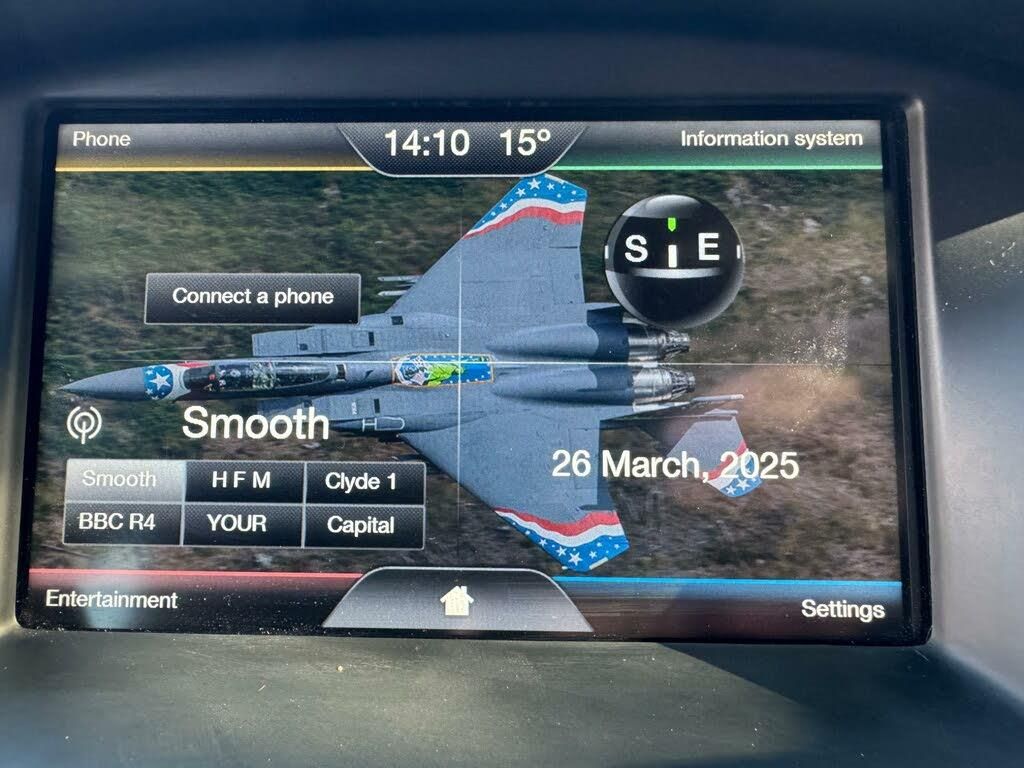 Phone
14:10 15º
Information system
S E
Connect a phone
Smooth
26 March, 2025
Smooth
H F M
Clyde 1
BBC R4
YOUR
Capital
Entertainment
Settings